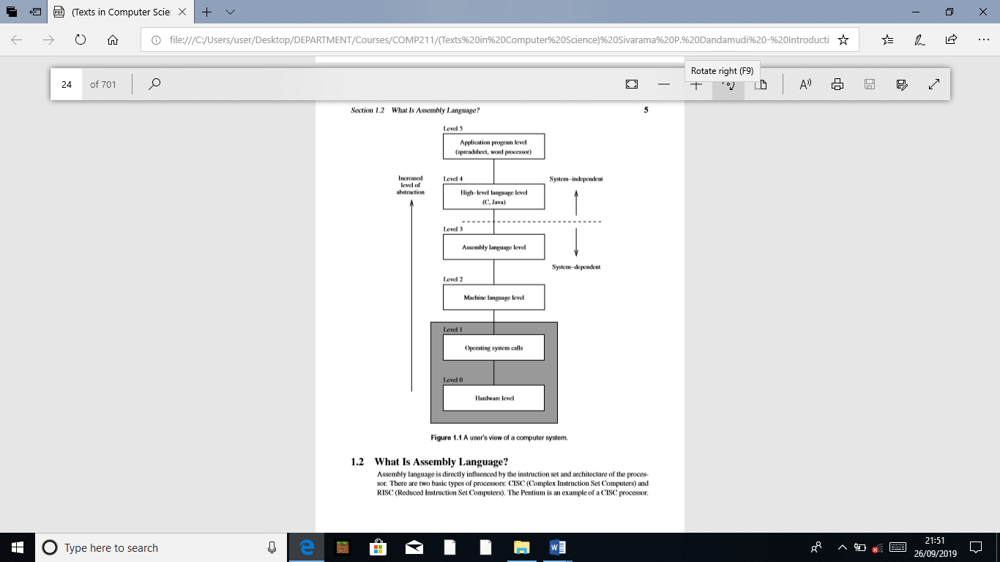 (Texts in Computer Scie
file:///C:/Users/user/Desktop/DEPARTMENT/Courses/COMP211/(Texts%20in%20Computer%20Science)%20Sivarama%20P.%20Dandamudi%20-%20Introducti
Rotate right (F9)
24 of 701
Section 1.2 What Is Assembly Language? 5
Level 5
Application program level
(spreadsheet, word processor)
Increased
level of
abstraction
Level 4
System-independent
High-level language level
(C, Java)
Level 3
Assembly language level
System-dependent
Level 2
Machine language level
Level 1
Operating system calls
Level 0
Hardware level
Figure 1.1 A user's view of a computer system.
1.2 What Is Assembly Language?
Assembly language is directly influenced by the instruction set and architecture of the proces-
sor. There are two basic types of processors: CISC (Complex Instruction Set Computers) and
RISC (Reduced Instruction Set Computers). The Pentium is an example of a CISC processor.
Type here to search
21:51
26/09/2019